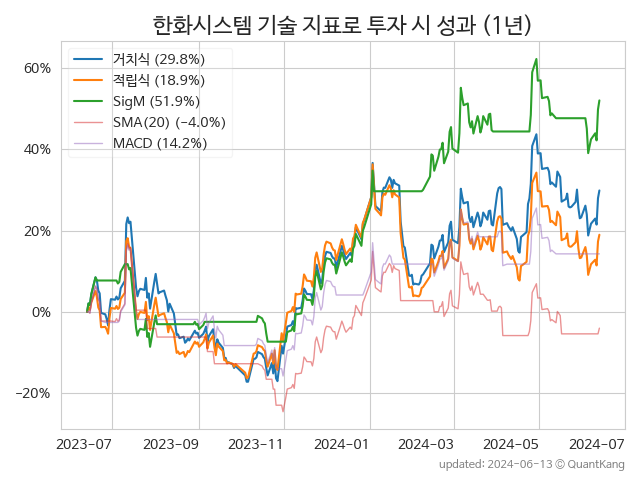 한화시스템 기술 지표로 투자 시 성과 (1년)
거치식 (29.8%)
적립식 (18.9%)
SigM (51.9%)
SMA(20) (−4.0%)
MACD (14.2%)
60%
40%
20%
0%
−20%
2023-07 2023-09 2023-11 2024-01 2024-03 2024-05 2024-07
updated: 2024-06-13 ⓒ QuantKang